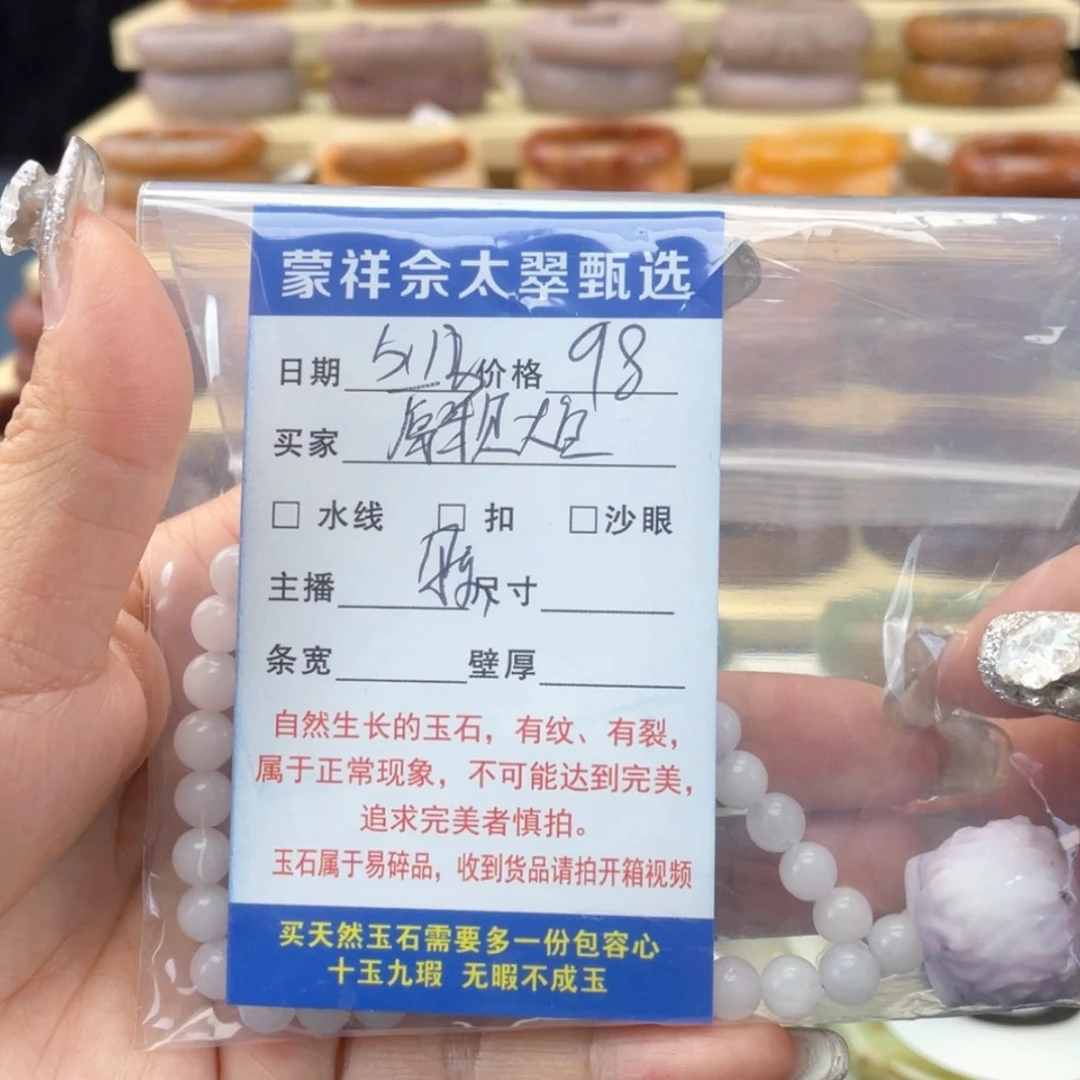 蒙祥佘太翠甄选
日期 5.12 价格 98
买家
□ 水线 □ 扣 □ 沙眼
主播 尺寸
条宽 壁厚
自然生长的玉石，有纹、有裂，
属于正常现象，不可能达到完美，
追求完美者慎拍。
玉石属于易碎品，收到货品请拍开箱视频
买天然玉石需要多一份包容心
十玉九瑕 无暇不成玉